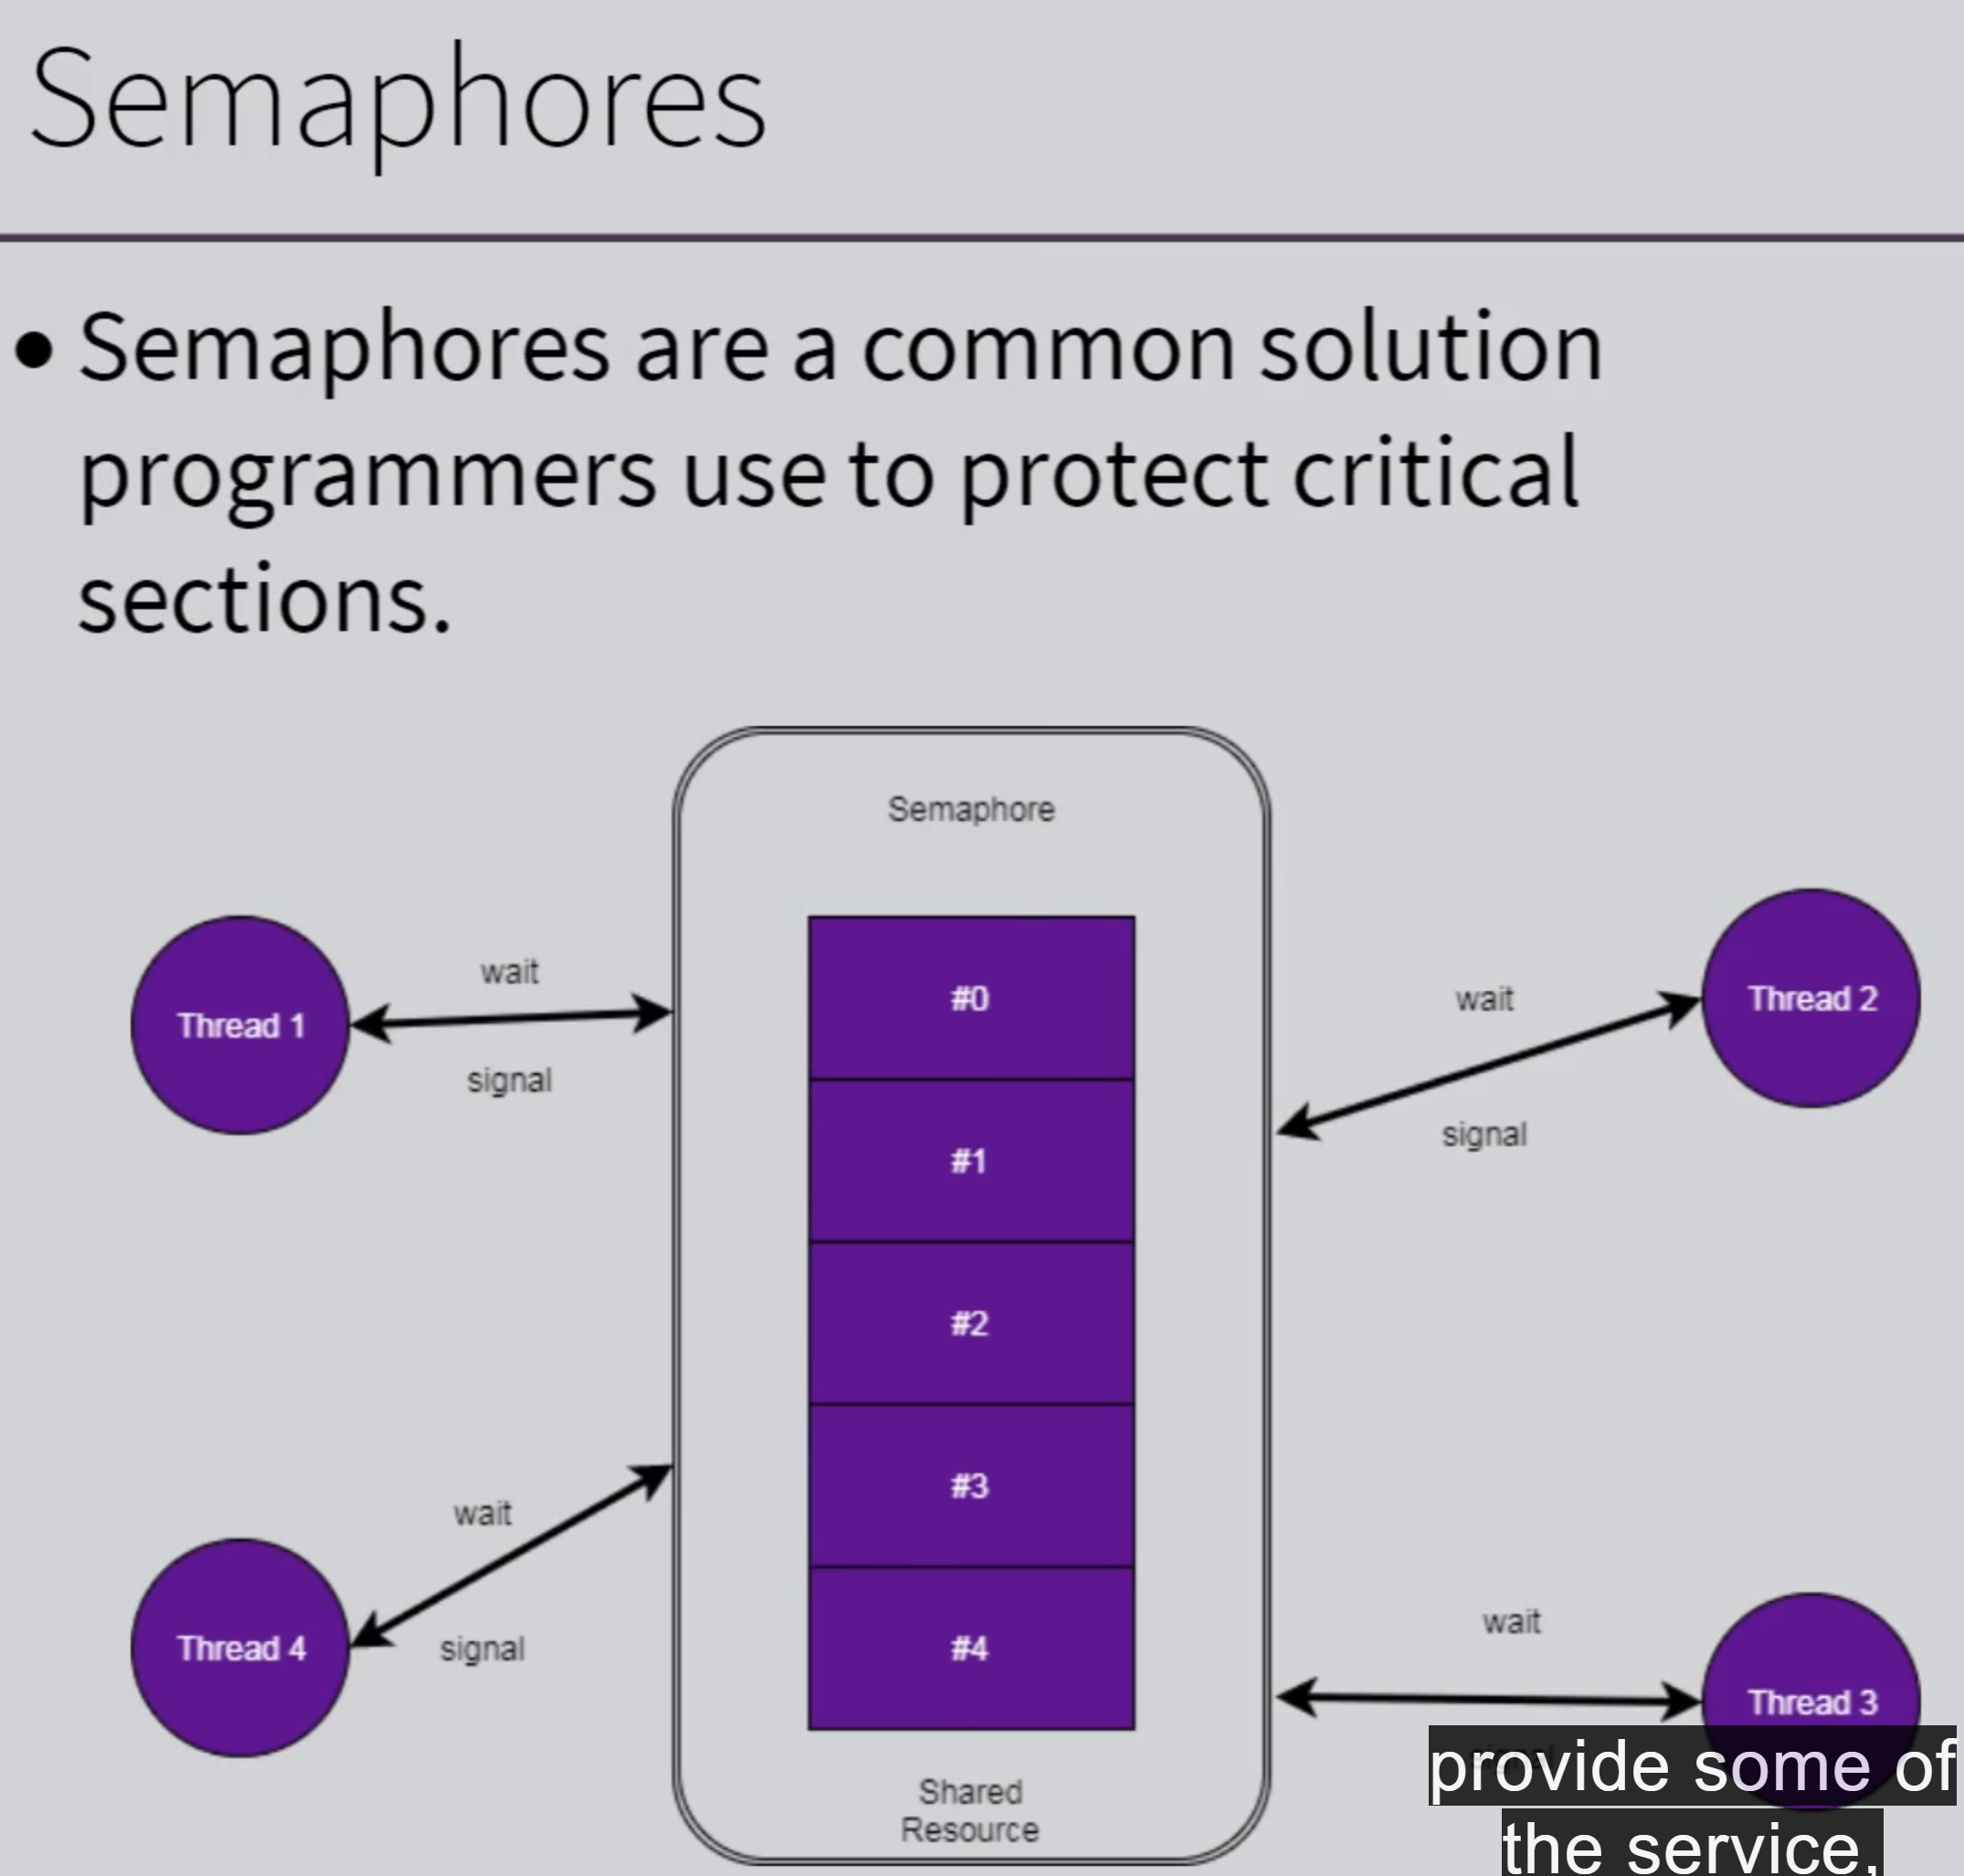 Semaphores
• Semaphores are a common solution
programmers use to protect critical
sections.
Semaphore
Thread 1
wait
signal
#0
#1
#2
#3
#4
wait
signal
Thread 2
Thread 4
wait
signal
wait
Thread 3
Shared
Resource
provide some of
the service,